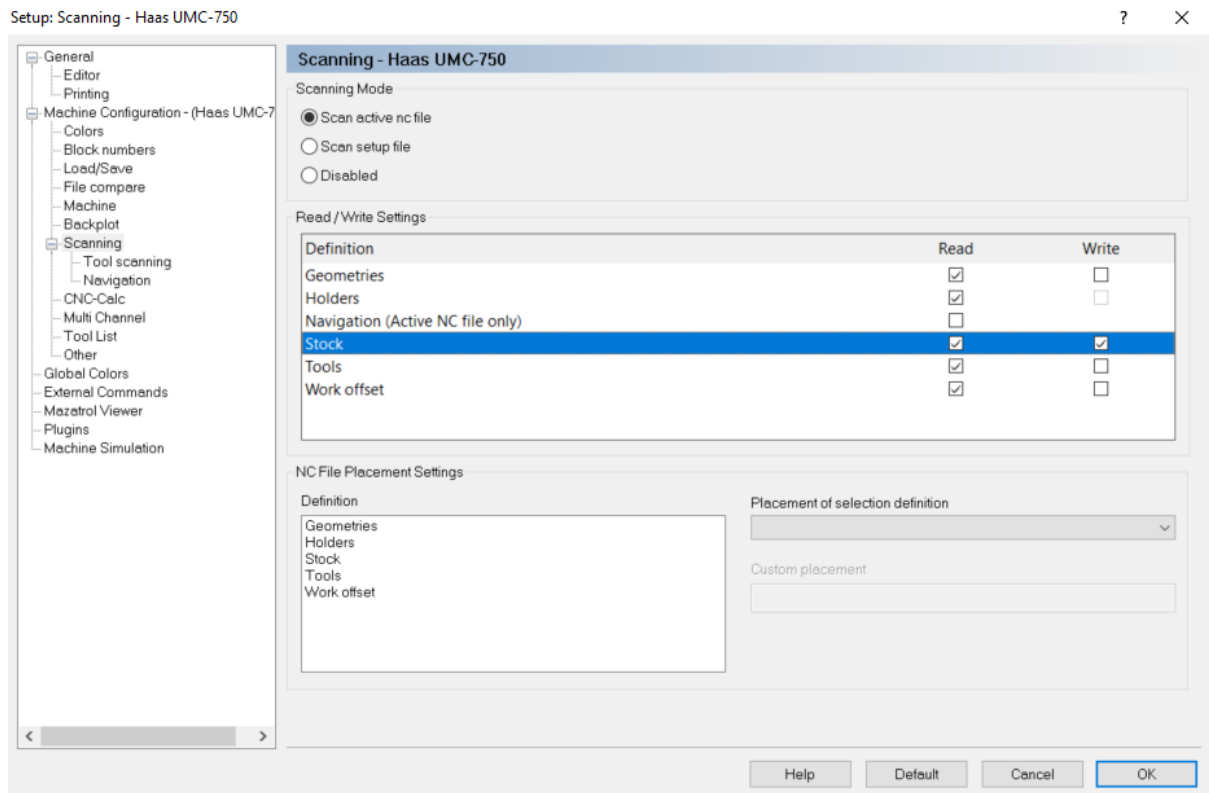 Setup: Scanning - Haas UMC-750
?
General
Editor
Printing
Machine Configuration - (Haas UMC-7
Colors
Block numbers
Load/Save
File compare
Machine
Backplot
Scanning
Tool scanning
Navigation
CNC-Calc
Multi Channel
Tool List
Other
Global Colors
External Commands
Mazatrol Viewer
Plugins
Machine Simulation
Scanning - Haas UMC-750
Scanning Mode
Scan active nc file
Scan setup file
Disabled
Read / Write Settings
Definition Read Write
Geometries
Holders
Navigation (Active NC file only)
Stock
Tools
Work offset
NC File Placement Settings
Definition
Geometries
Holders
Stock
Tools
Work offset
Placement of selection definition
Custom placement
Help Default Cancel OK